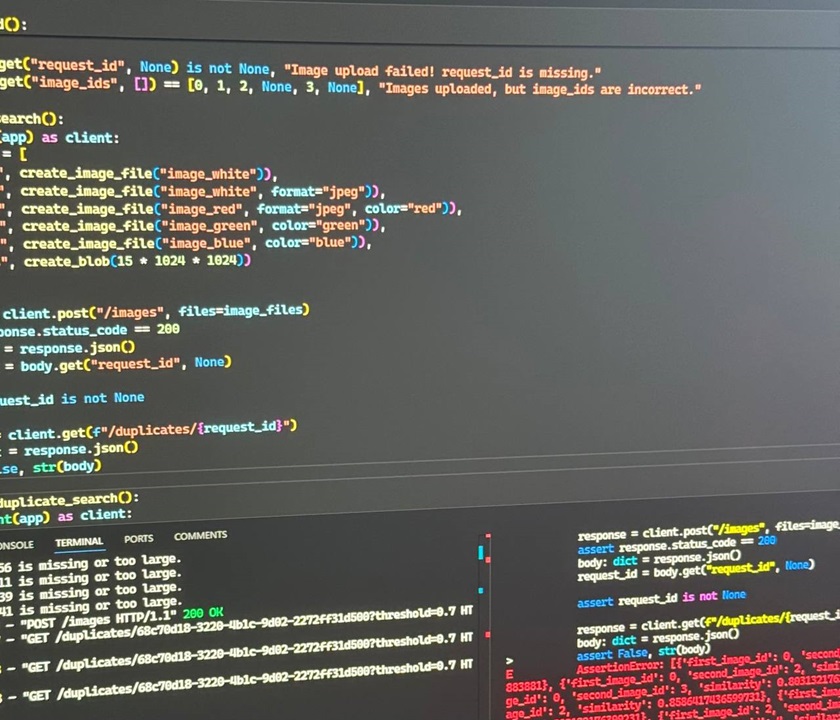 d():
get("request_id", None) is not None, "Image upload failed! request_id is missing."
get("image_ids", []) == [0, 1, 2, None, 3, None], "Images uploaded, but image_ids are incorrect."
earch():
(app) as client:
= [
", create_image_file("image_white")),
", create_image_file("image_white", format="jpeg")),
", create_image_file("image_red", format="jpeg", color="red")),
", create_image_file("image_green", color="green")),
", create_image_file("image_blue", color="blue")),
", create_blob(15 * 1024 * 1024))
client.post("/images", files=image_files)
ponse.status_code == 200
= response.json()
= body.get("request_id", None)
uest_id is not None
= client.get(f"/duplicates/{request_id}")
t = response.json()
lse, str(body)
duplicate_search():
nt(app) as client:
ONSOLE TERMINAL PORTS COMMENTS
56 is missing or too large.
11 is missing or too large.
39 is missing or too large.
41 is missing or too large.
- "POST /images HTTP/1.1" 200 OK
- "GET /duplicates/68c70d18-3220-4b1c-9d02-2272ff31d500?threshold=0.7 HT
- "GET /duplicates/68c70d18-3220-4b1c-9d02-2272ff31d500?threshold=0.7 HT
- "GET /duplicates/68c70d18-3220-4b1c-9d02-2272ff31d500?threshold=0.7 HT
response = client.post("/images", files=image_
assert response.status_code == 200
body: dict = response.json()
request_id = body.get("request_id", None)
assert request_id is not None
response = client.get(f"/duplicates/{request_i
body: dict = response.json()
> assert False, str(body)
E AssertionError: [{'first_image_id': 0, 'second
883881}, {'first_image_id': 0, 'second_image_id': 2, 'sim
ge_id': 0, 'second_image_id': 3, 'similarity': 0.803132176
'similarity': 0.8586417436599731}, {'first_i
age_id': 2, 'first_image_id': 2, 'second_